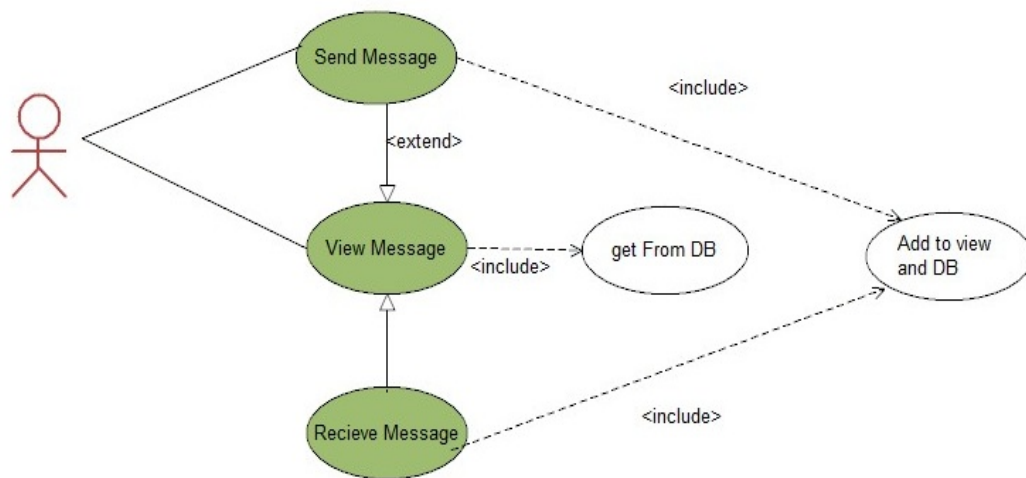 Send Message
<include>
<extend>
View Message
<include>
get From DB
Add to view
and DB
Recieve Message
<include>